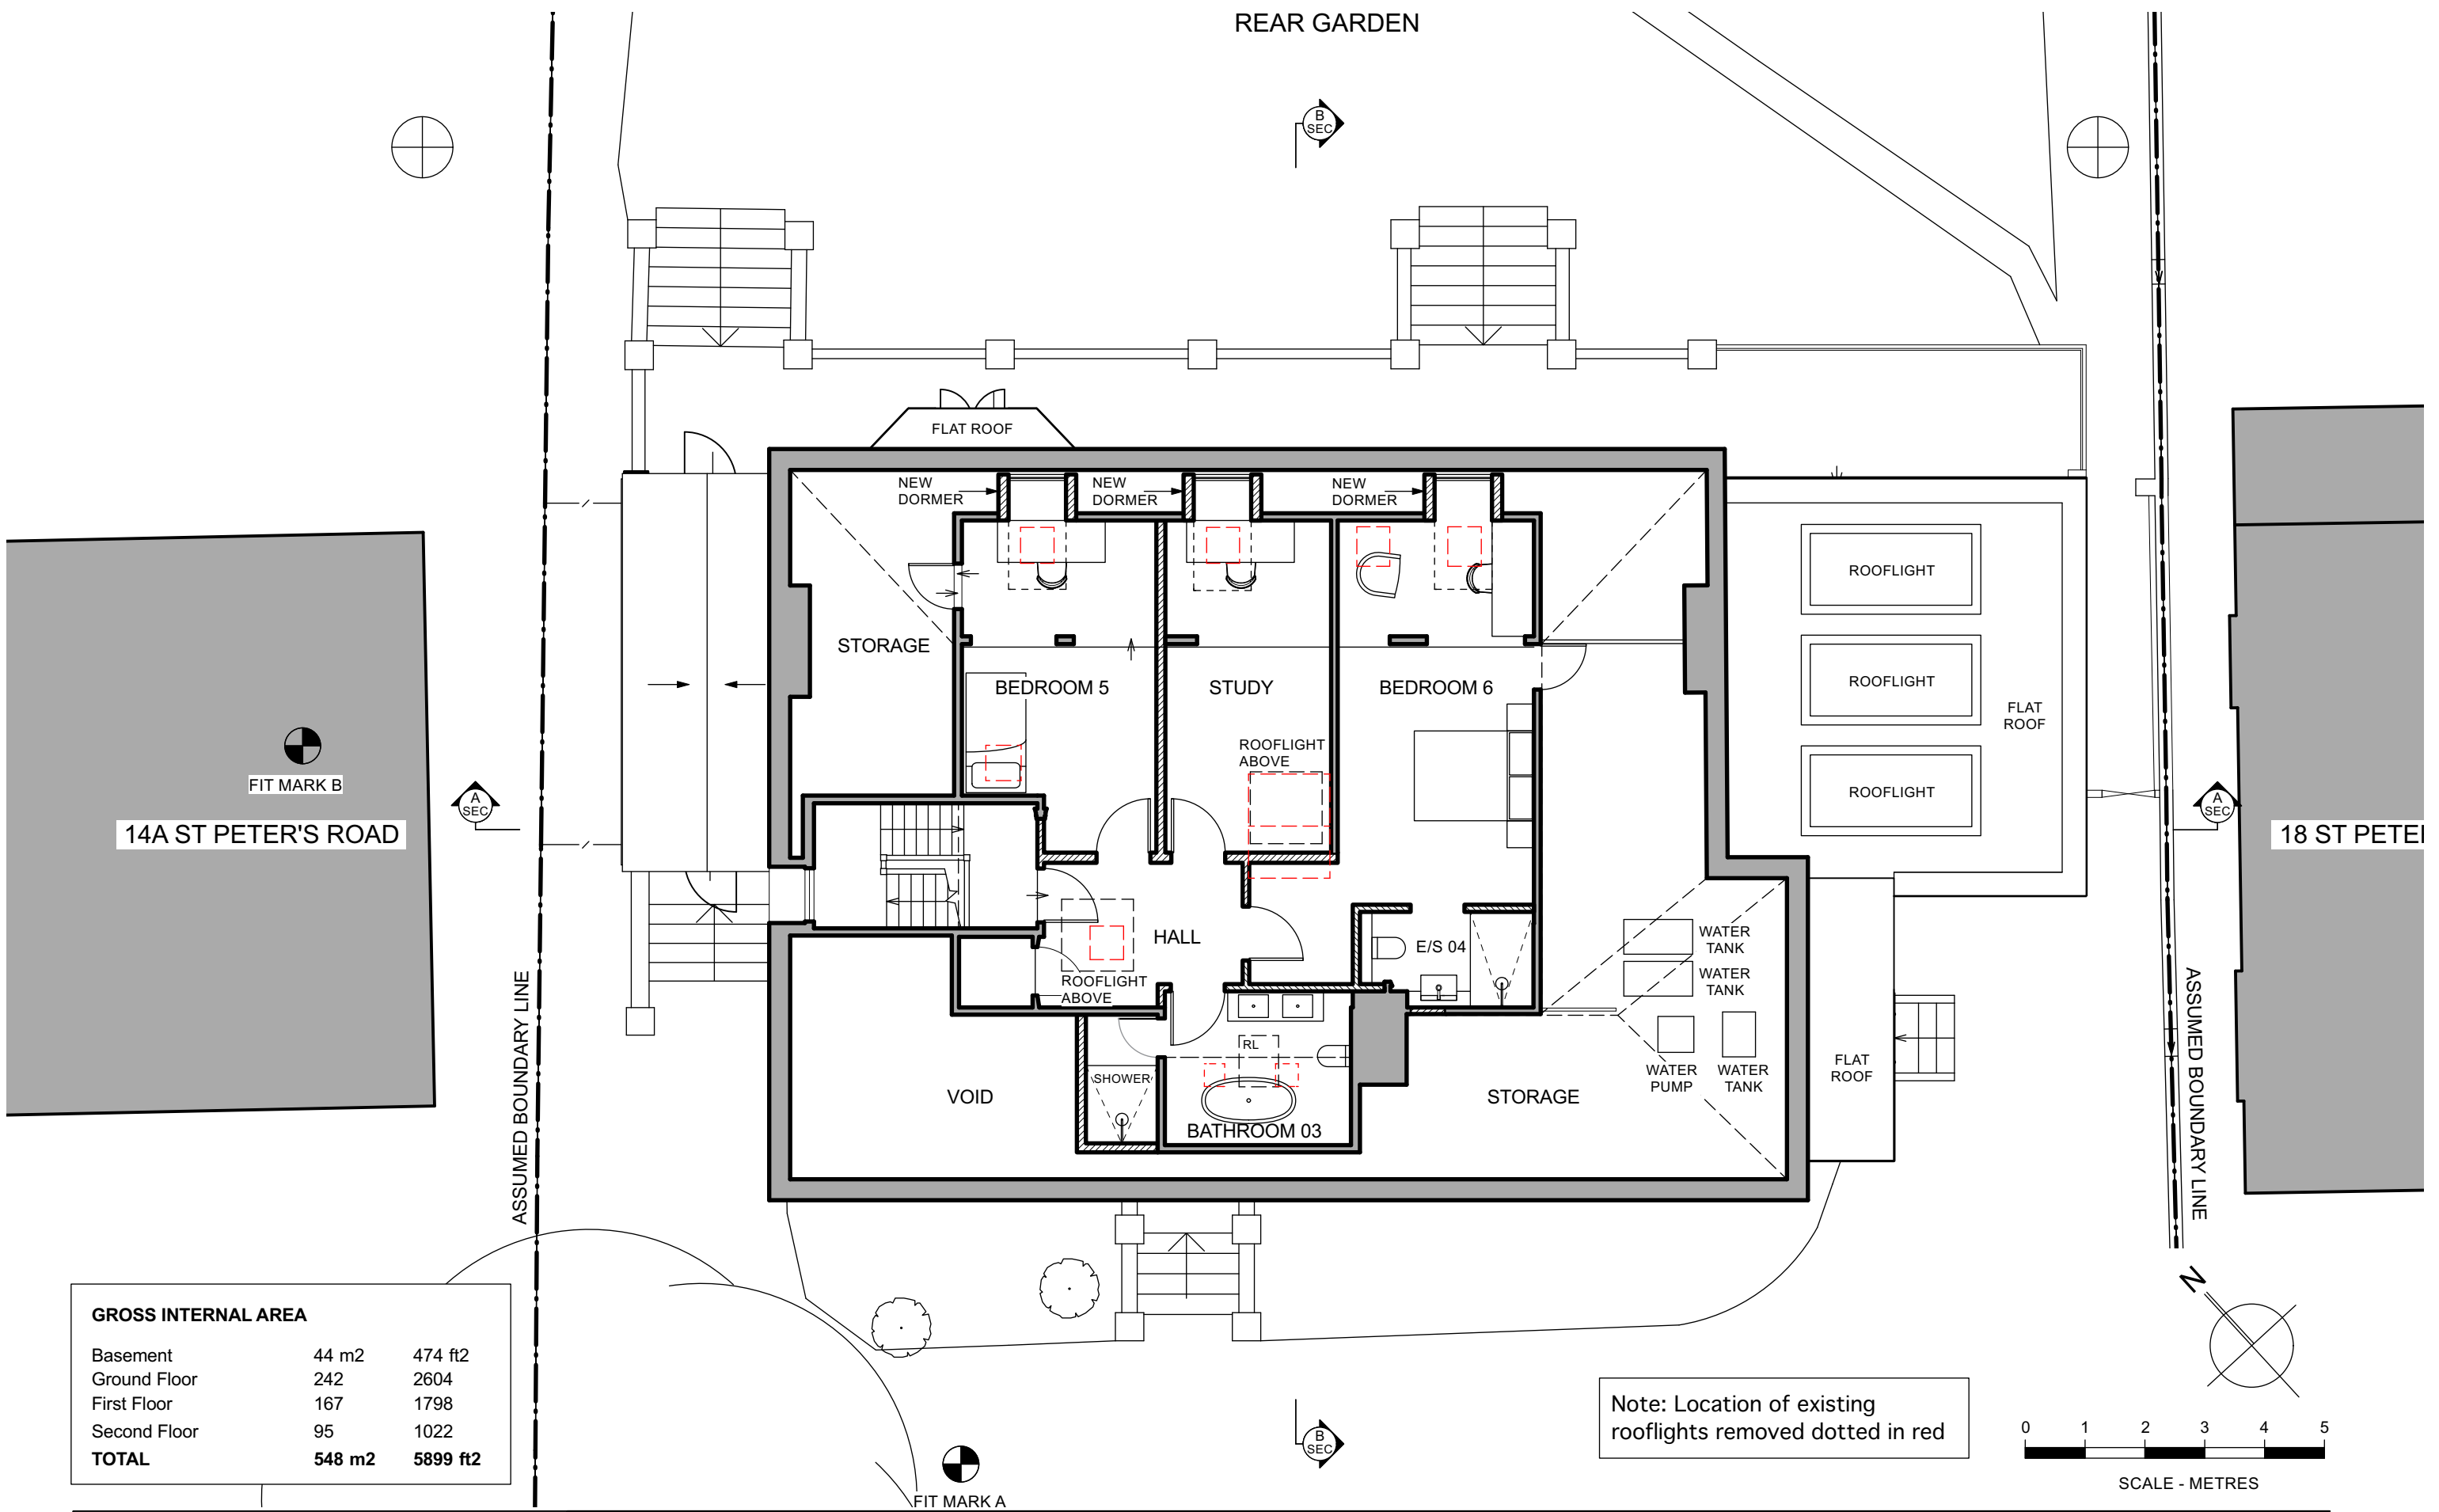 REAR GARDEN
B
SEC
FLAT ROOF
NEW
DORMER
NEW
DORMER
NEW
DORMER
ROOFLIGHT
STORAGE
BEDROOM 5
STUDY
BEDROOM 6
ROOFLIGHT
FLAT
ROOF
ROOFLIGHT
ABOVE
FIT MARK B
14A ST PETER'S ROAD
A
SEC
ROOFLIGHT
A
SEC
18 ST PETE
HALL
E/S 04
WATER
TANK
WATER
TANK
ROOFLIGHT
ABOVE
ASSUMED BOUNDARY LINE
ASSUMED BOUNDARY LINE
RL
SHOWER
VOID
BATHROOM 03
STORAGE
WATER
PUMP
WATER
TANK
FLAT
ROOF
GROSS INTERNAL AREA
Basement 44 m2 474 ft2
Ground Floor 242 2604
First Floor 167 1798
Second Floor 95 1022
TOTAL 548 m2 5899 ft2
FIT MARK A
B
SEC
Note: Location of existing
rooflights removed dotted in red
N
0 1 2 3 4 5
SCALE - METRES